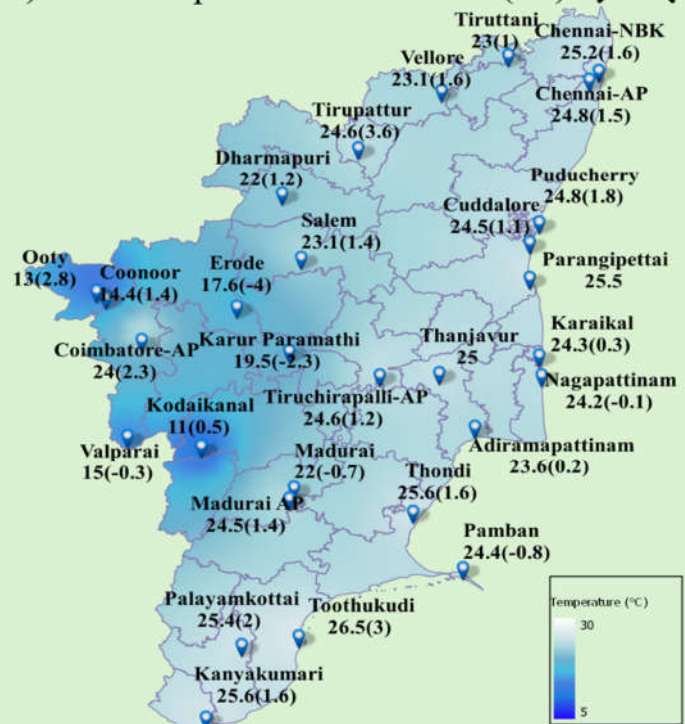 Tiruttani
23(1)
Chennai-NBK
25.2(1.6)
Vellore
23.1(1.6)
Chennai-AP
24.8(1.5)
Tirupattur
24.6(3.6)
Dharmapuri
22(1.2)
Puducherry
24.8(1.8)
Cuddalore
24.5(1.1)
Salem
23.1(1.4)
Ooty
13(2.8)
Coonoor
14.4(1.4)
Erode
17.6(-4)
Parangipettai
25.5
Karaikal
24.3(0.3)
Coimbatore-AP
24(2.3)
Karur Paramathi
19.5(-2.3)
Thanjavur
25
Nagapattinam
24.2(-0.1)
Tiruchirapalli-AP
24.6(1.2)
Kodaikanal
11(0.5)
Valparai
15(-0.3)
Adiramapattinam
23.6(0.2)
Madurai
22(-0.7)
Thondi
25.6(1.6)
Madurai AP
24.5(1.4)
Pamban
24.4(-0.8)
Palayamkottai
25.4(2)
Toothukudi
26.5(3)
Kanyakumari
25.6(1.6)
Temperature (°C)
30
5